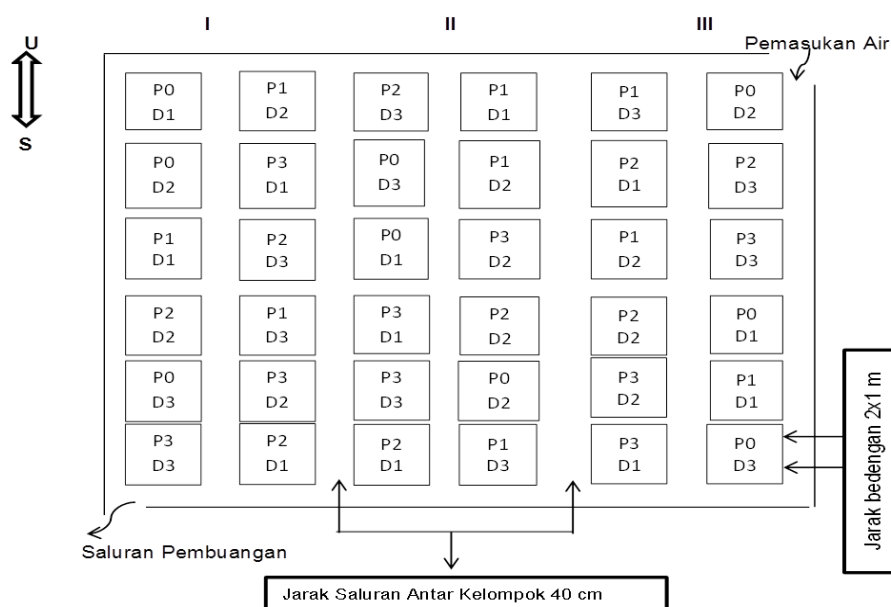 I II III
U
S
Pemasukan Air
P0 P1 P2 P1 P1 P0
D1 D2 D3 D1 D3 D2
P0 P3 P0 P1 P2 P2
D2 D1 D3 D2 D1 D3
P1 P2 P0 P3 P1 P3
D1 D3 D1 D2 D2 D3
P2 P1 P3 P2 P2 P0
D2 D3 D1 D2 D2 D1
P0 P3 P3 P0 P3 P1
D3 D2 D3 D2 D2 D1
P3 P2 P2 P1 P3 P0
D3 D1 D1 D3 D1 D3
Jarak bedengan 2x1 m
Saluran Pembuangan
Jarak Saluran Antar Kelompok 40 cm